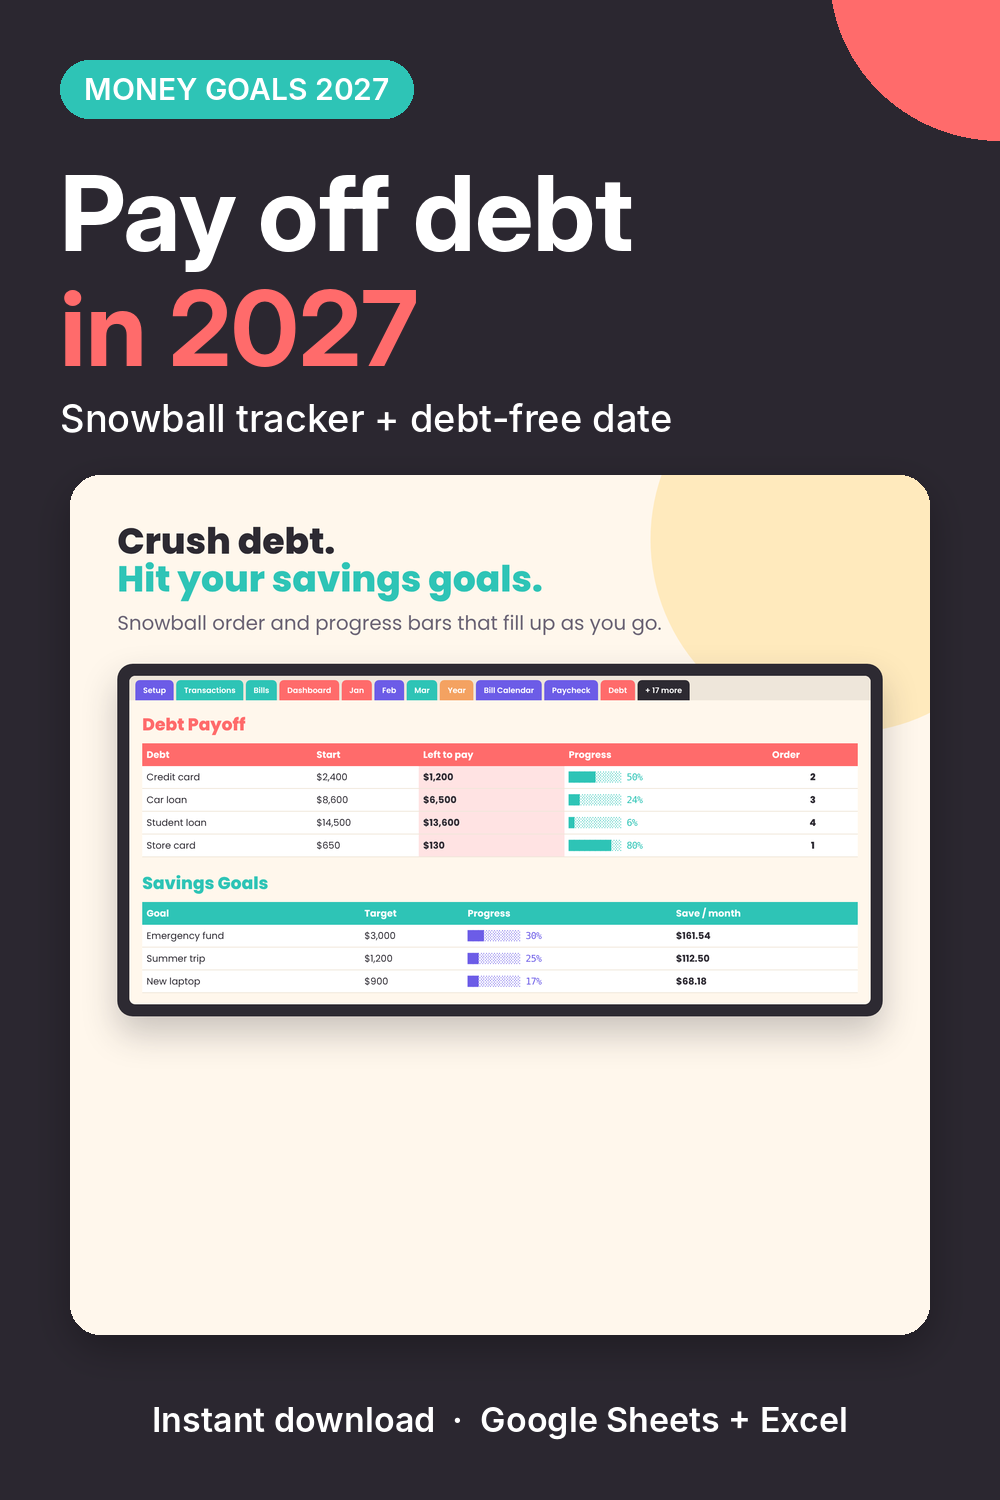 MONEY GOALS 2027
Pay off debt
in 2027
Snowball tracker + debt-free date
Crush debt.
Hit your savings goals.
Snowball order and progress bars that fill up as you go.
Setup Transactions Bills Dashboard Jan Feb Mar Year Bill Calendar Paycheck Debt + 17 more
Debt Payoff
Debt Start Left to pay Progress Order
Credit card $2,400 $1,200 50% 2
Car loan $8,600 $6,500 24% 3
Student loan $14,500 $13,600 6% 4
Store card $650 $130 80% 1
Savings Goals
Goal Target Progress Save / month
Emergency fund $3,000 30% $161.54
Summer trip $1,200 25% $112.50
New laptop $900 17% $68.18
Instant download · Google Sheets + Excel